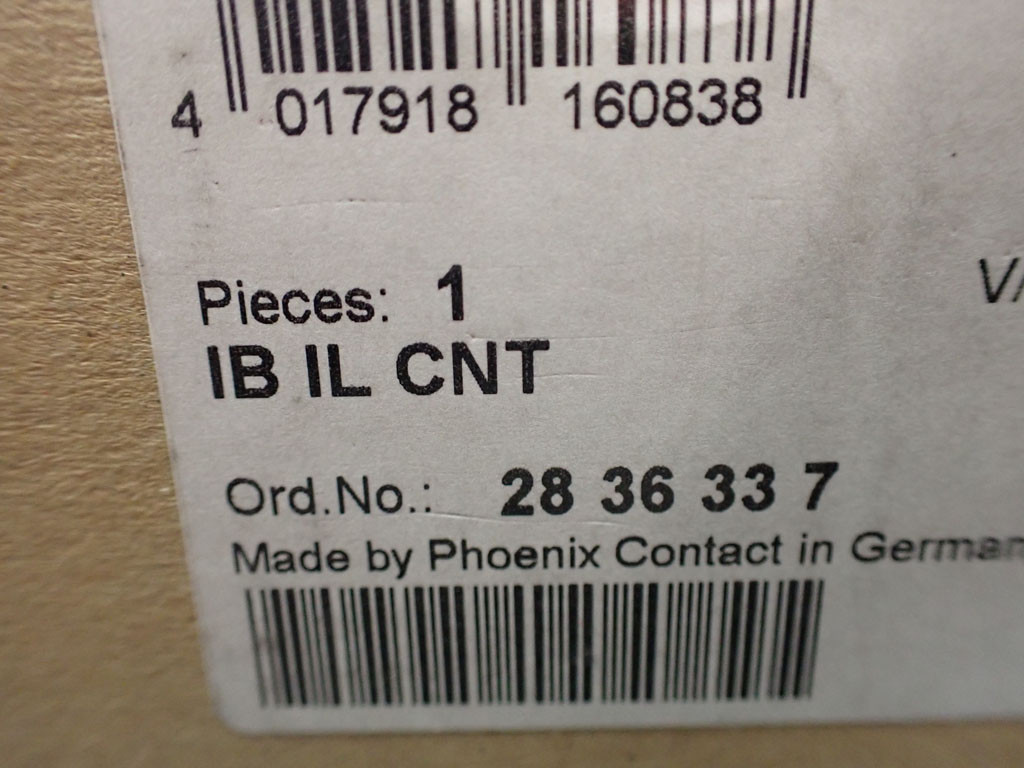 4 017918 160838
Pieces: 1
IB IL CNT
Ord.No.: 28 36 33 7
Made by Phoenix Contact in German